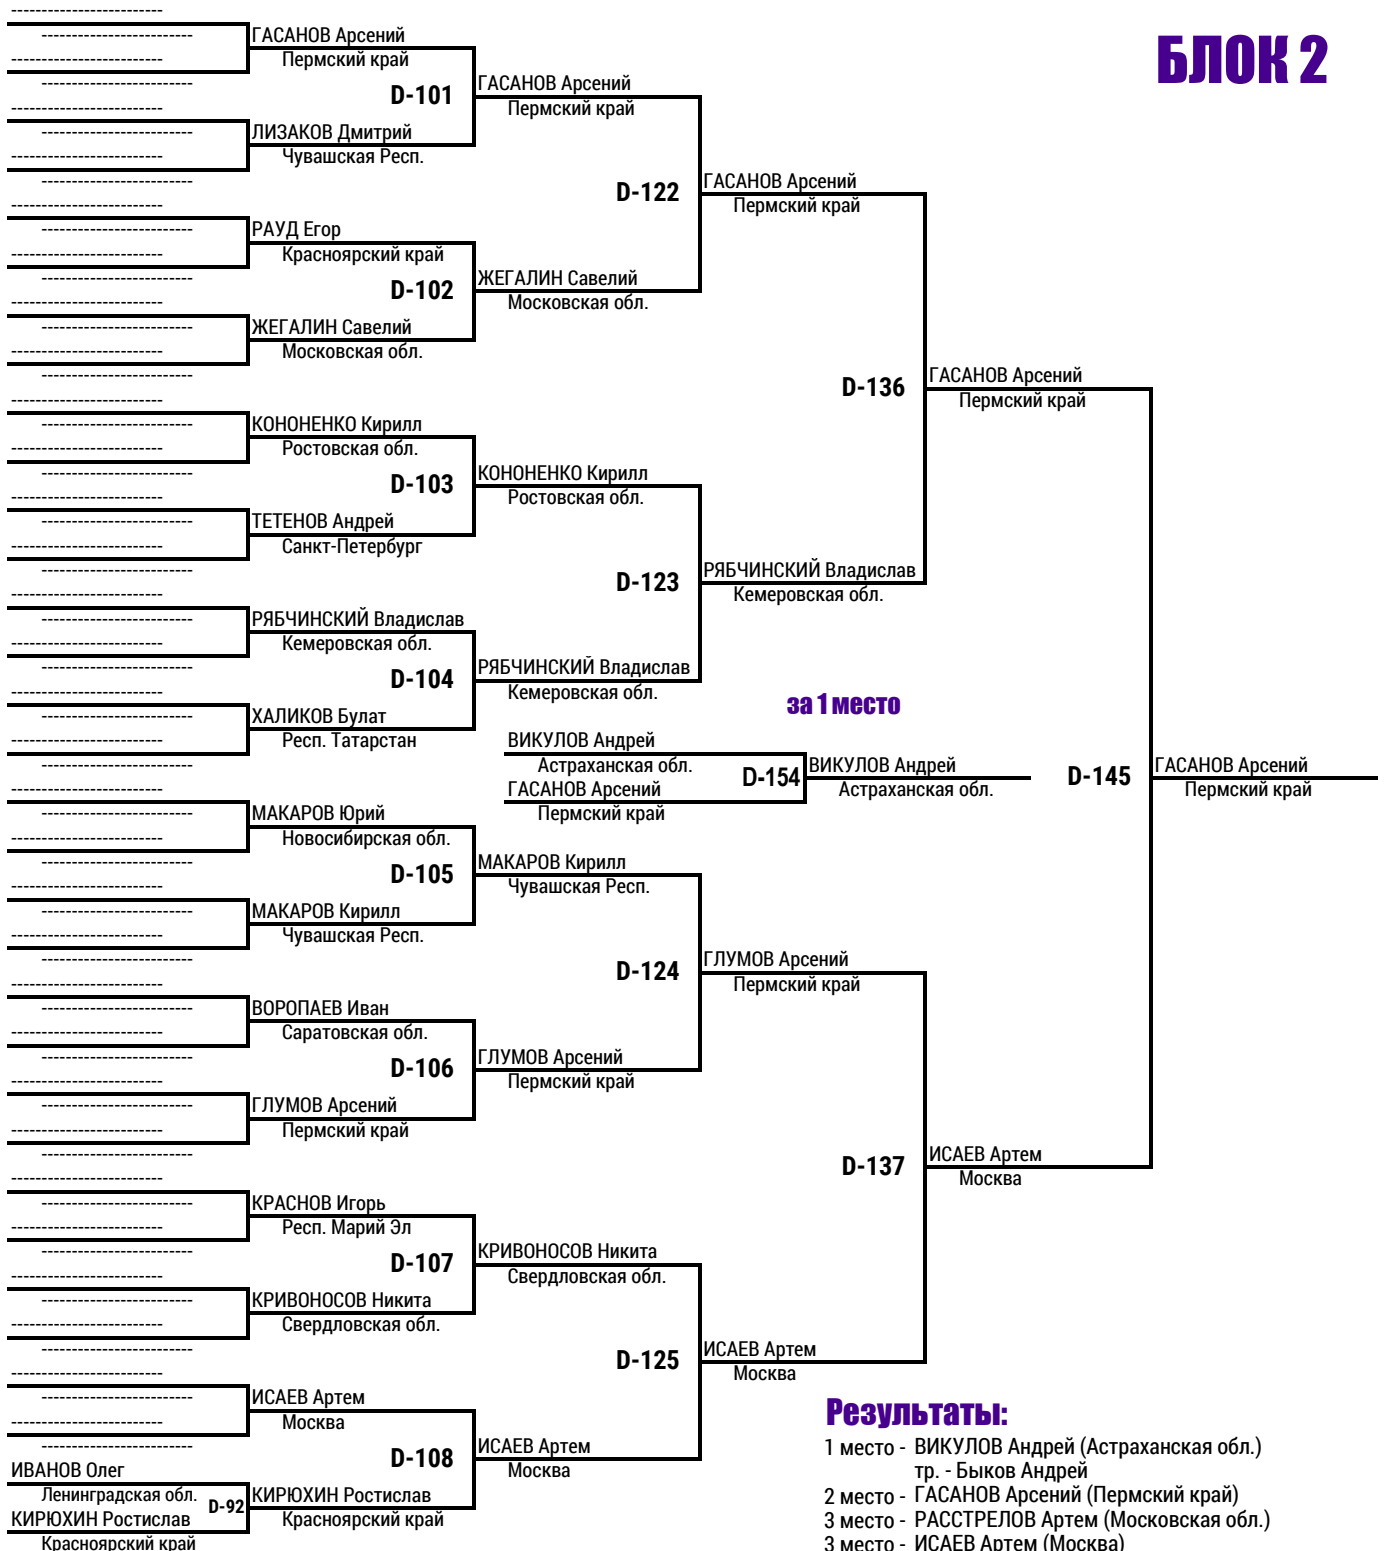 БЛОК 2
ГАСАНОВ Арсений
Пермский край
D-101
ЛИЗАКОВ Дмитрий
Чувашская Респ.
РАУД Егор
Красноярский край
D-102
ЖЕГАЛИН Савелий
Московская обл.
КОНОНЕНКО Кирилл
Ростовская обл.
D-103
ТЕТЕНОВ Андрей
Санкт-Петербург
РЯБЧИНСКИЙ Владислав
Кемеровская обл.
D-104
ХАЛИКОВ Булат
Респ. Татарстан
МАКАРОВ Юрий
Новосибирская обл.
D-105
МАКАРОВ Кирилл
Чувашская Респ.
ВОРОПАЕВ Иван
Саратовская обл.
D-106
ГЛУМОВ Арсений
Пермский край
КРАСНОВ Игорь
Респ. Марий Эл
D-107
КРИВОНОСОВ Никита
Свердловская обл.
ИСАЕВ Артем
Москва
D-108
ИВАНОВ Олег
Ленинградская обл.
D-92
КИРЮХИН Ростислав
Красноярский край
КИРЮХИН Ростислав
Красноярский край
ГАСАНОВ Арсений
Пермский край
D-122
ЖЕГАЛИН Савелий
Московская обл.
КОНОНЕНКО Кирилл
Ростовская обл.
D-123
РЯБЧИНСКИЙ Владислав
Кемеровская обл.
МАКАРОВ Кирилл
Чувашская Респ.
D-124
ГЛУМОВ Арсений
Пермский край
КРИВОНОСОВ Никита
Свердловская обл.
D-125
ИСАЕВ Артем
Москва
ГАСАНОВ Арсений
Пермский край
D-136
РЯБЧИНСКИЙ Владислав
Кемеровская обл.
ГЛУМОВ Арсений
Пермский край
D-137
ИСАЕВ Артем
Москва
ГАСАНОВ Арсений
Пермский край
D-145
ИСАЕВ Артем
Москва
ГАСАНОВ Арсений
Пермский край
за 1 место
ВИКУЛОВ Андрей
Астраханская обл.
D-154
ГАСАНОВ Арсений
Пермский край
ВИКУЛОВ Андрей
Астраханская обл.
Результаты:
1 место - ВИКУЛОВ Андрей (Астраханская обл.)
тр. - Быков Андрей
2 место - ГАСАНОВ Арсений (Пермский край)
3 место - РАССТРЕЛОВ Артем (Московская обл.)
3 место - ИСАЕВ Артем (Москва)